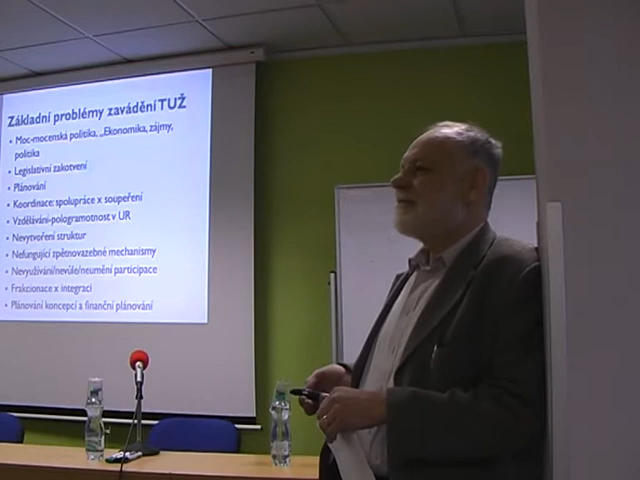 Základní problémy zavádění TUŽ
• Moc-mocenská politika, „Ekonomika, zájmy,
politika
• Legislativní zakotvení
• Plánování
• Koordinace: spolupráce x soupeření
• Vzdělávání-pologramotnost v UR
• Nevytvoření struktur
• Nefungující zpětnovazebné mechanismy
• Nevyužívání/nevůle/neumění participace
• Frakcionace x integrací
• Plánování koncepcí a finanční plánování